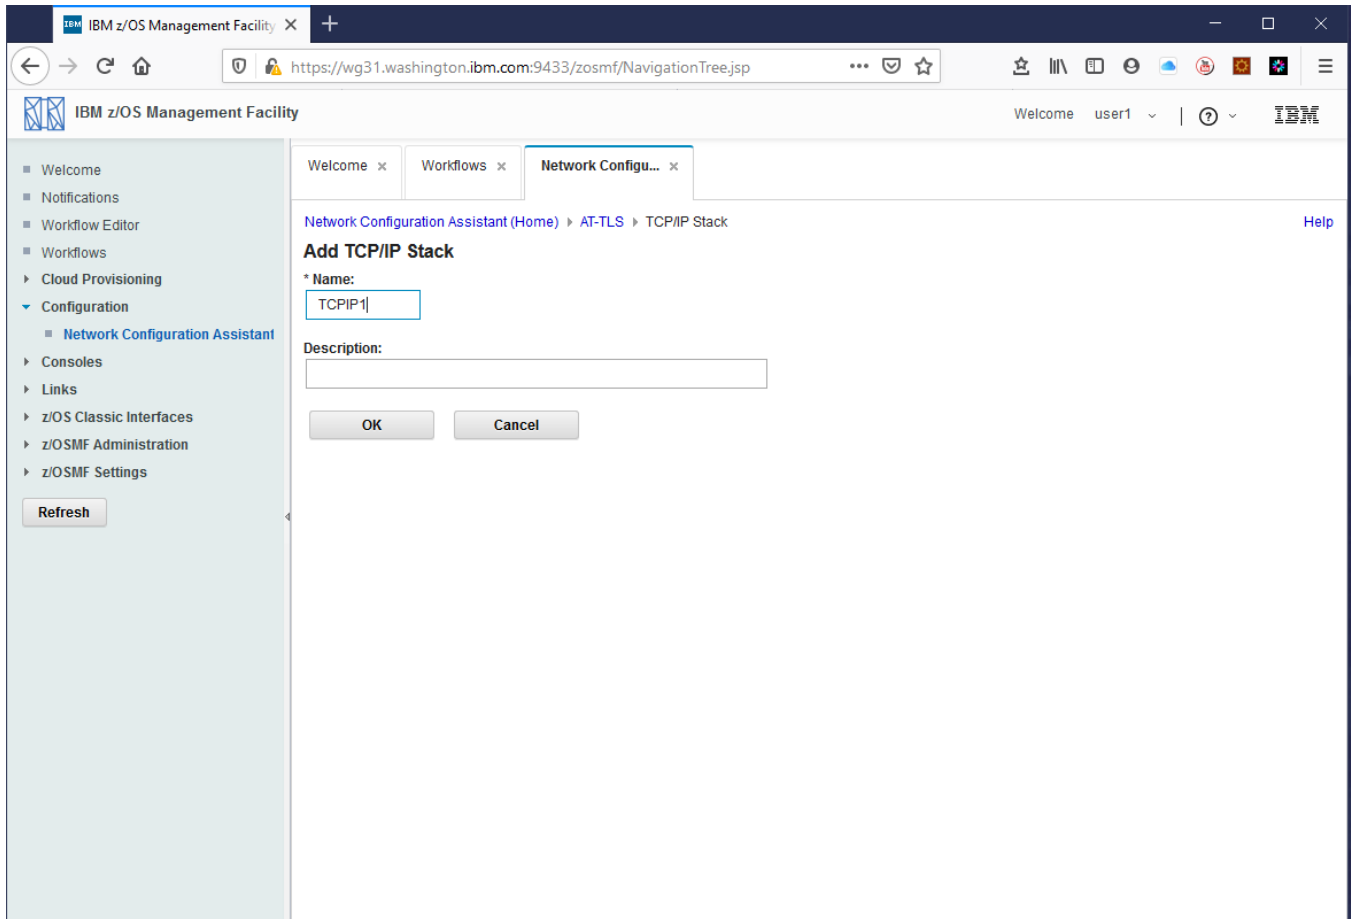 IBM IBM z/OS Management Facility
https://wg31.washington.ibm.com:9433/zosmf/NavigationTree.jsp
IBM z/OS Management Facility
Welcome user1
IBM
Welcome
Notifications
Workflow Editor
Workflows
Cloud Provisioning
Configuration
Network Configuration Assistant
Consoles
Links
z/OS Classic Interfaces
z/OSMF Administration
z/OSMF Settings
Refresh
Welcome Workflows Network Configu...
Network Configuration Assistant (Home) AT-TLS TCP/IP Stack Help
Add TCP/IP Stack
* Name:
TCPIP1
Description:
OK Cancel